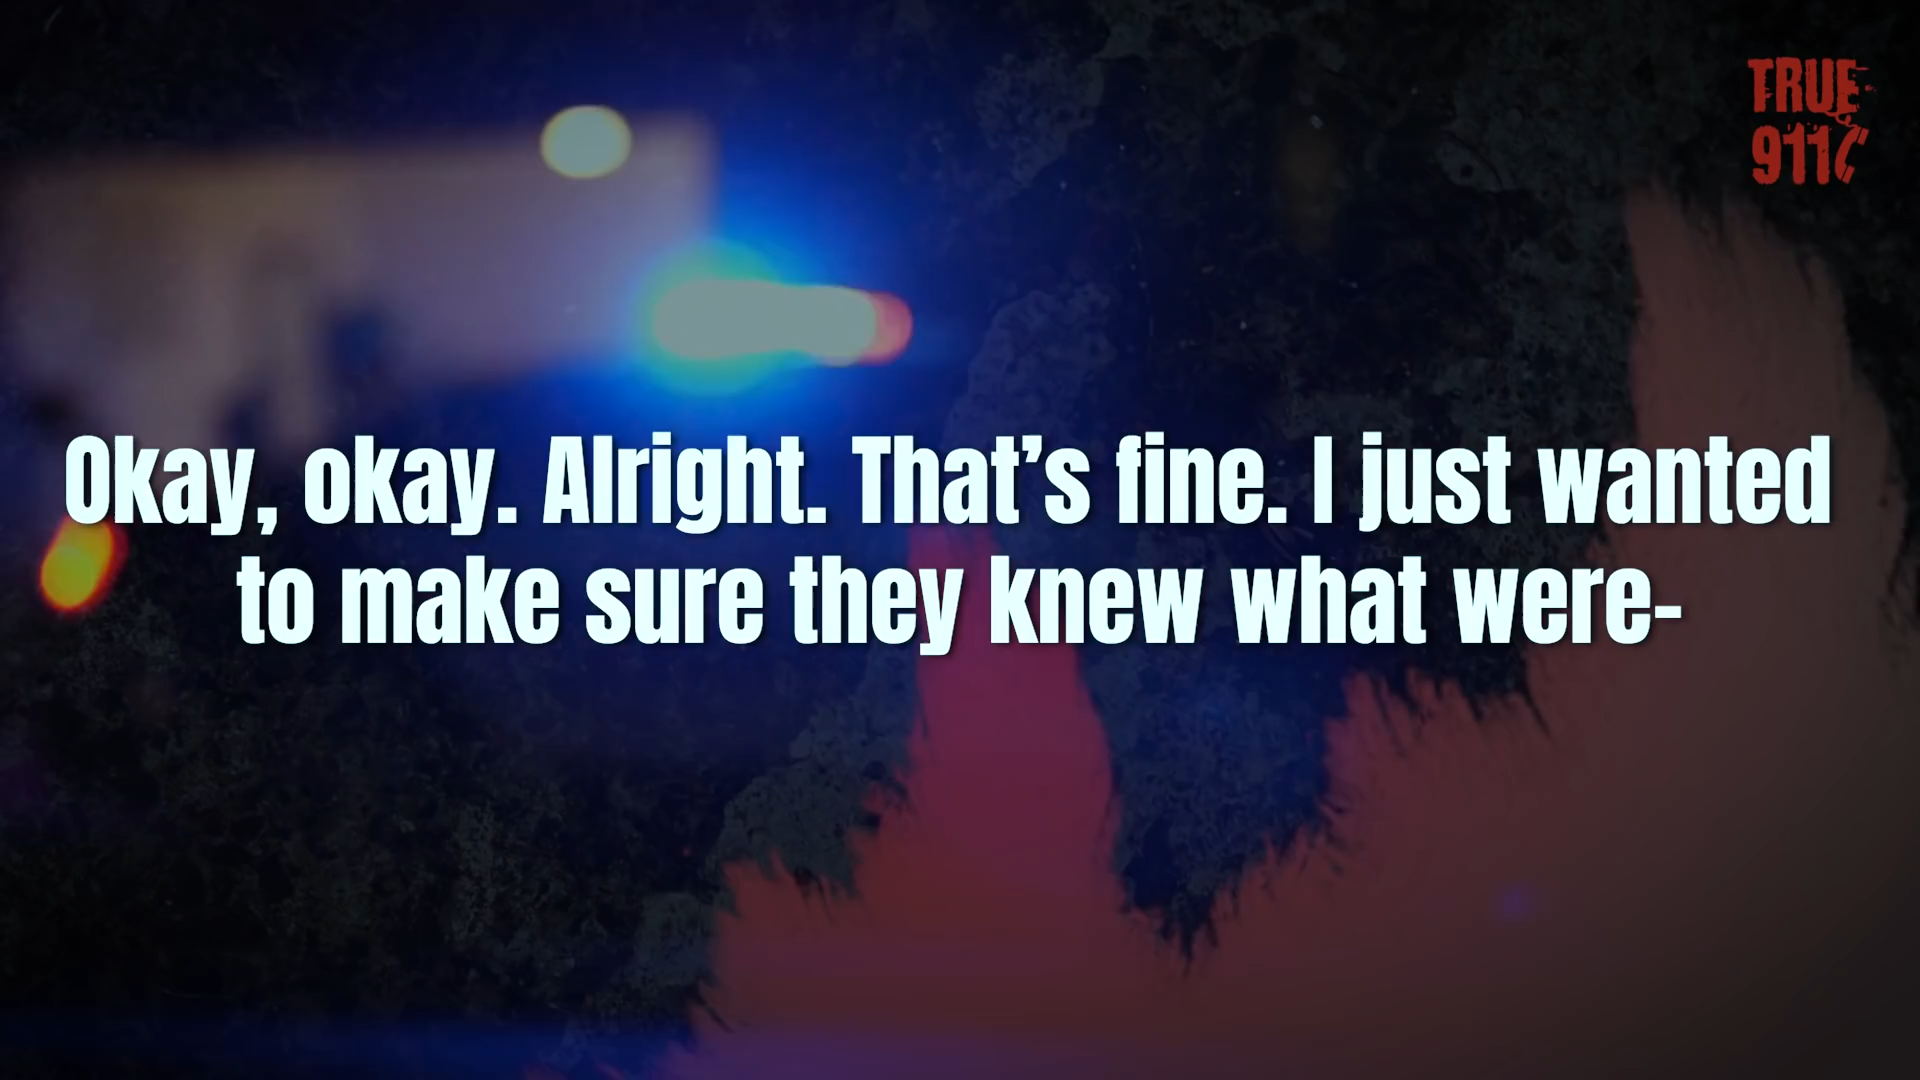 TRUE
911
Okay, okay. Alright. That’s fine. I just wanted
to make sure they knew what were-